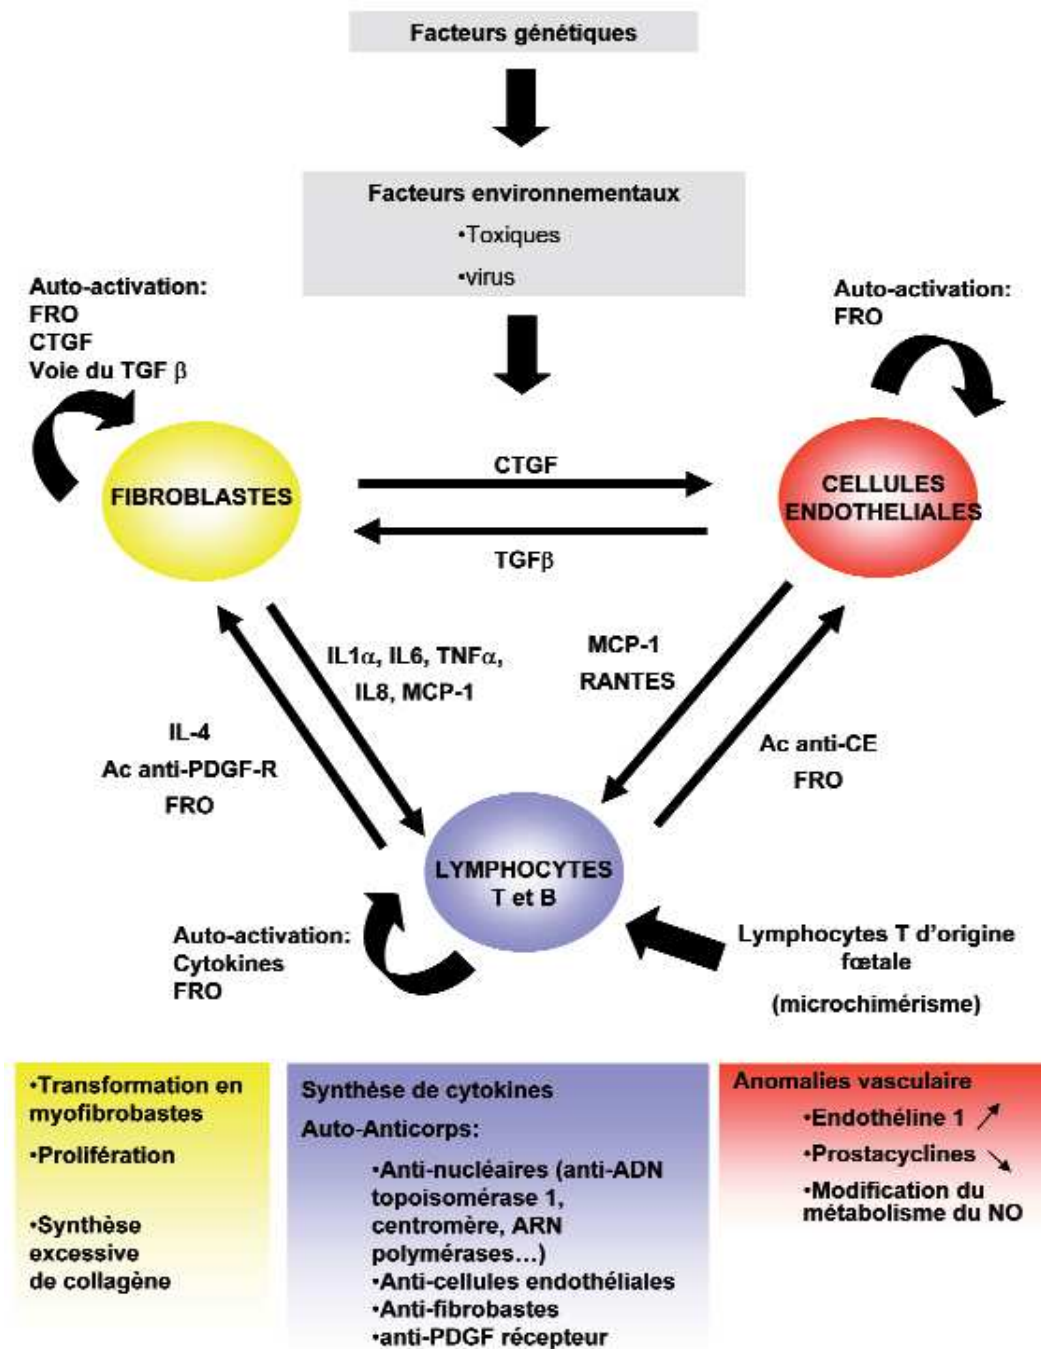 Facteurs génétiques
Facteurs environnementaux
•Toxiques
•virus
Auto-activation:
FRO
CTGF
Voie du TGF β
Auto-activation:
FRO
FIBROBLASTES
CTGF
TGFβ
CELLULES
ENDOTHELIALES
IL1α, IL6, TNFα,
IL8, MCP-1
MCP-1
RANTES
IL-4
Ac anti-PDGF-R
FRO
Ac anti-CE
FRO
LYMPHOCYTES
T et B
Auto-activation:
Cytokines
FRO
Lymphocytes T d'origine
fœtale
(microchimérisme)
•Transformation en
myofibrobastes
•Prolifération
•Synthèse
excessive
de collagène
Synthèse de cytokines
Auto-Anticorps:
•Anti-nucléaires (anti-ADN
topoisomérase 1,
centromère, ARN
polymérases...)
•Anti-cellules endothéliales
•Anti-fibrobastes
•anti-PDGF récepteur
Anomalies vasculaire
•Endothéline 1 ↗
•Prostacyclines ↘
•Modification du
métabolisme du NO